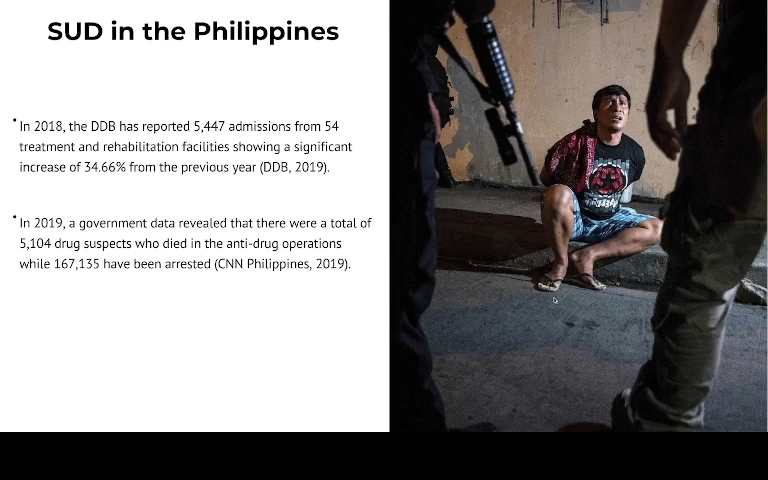 SUD in the Philippines
• In 2018, the DDB has reported 5,447 admissions from 54
treatment and rehabilitation facilities showing a significant
increase of 34.66% from the previous year (DDB, 2019).
• In 2019, a government data revealed that there were a total of
5,104 drug suspects who died in the anti-drug operations
while 167,135 have been arrested (CNN Philippines, 2019).